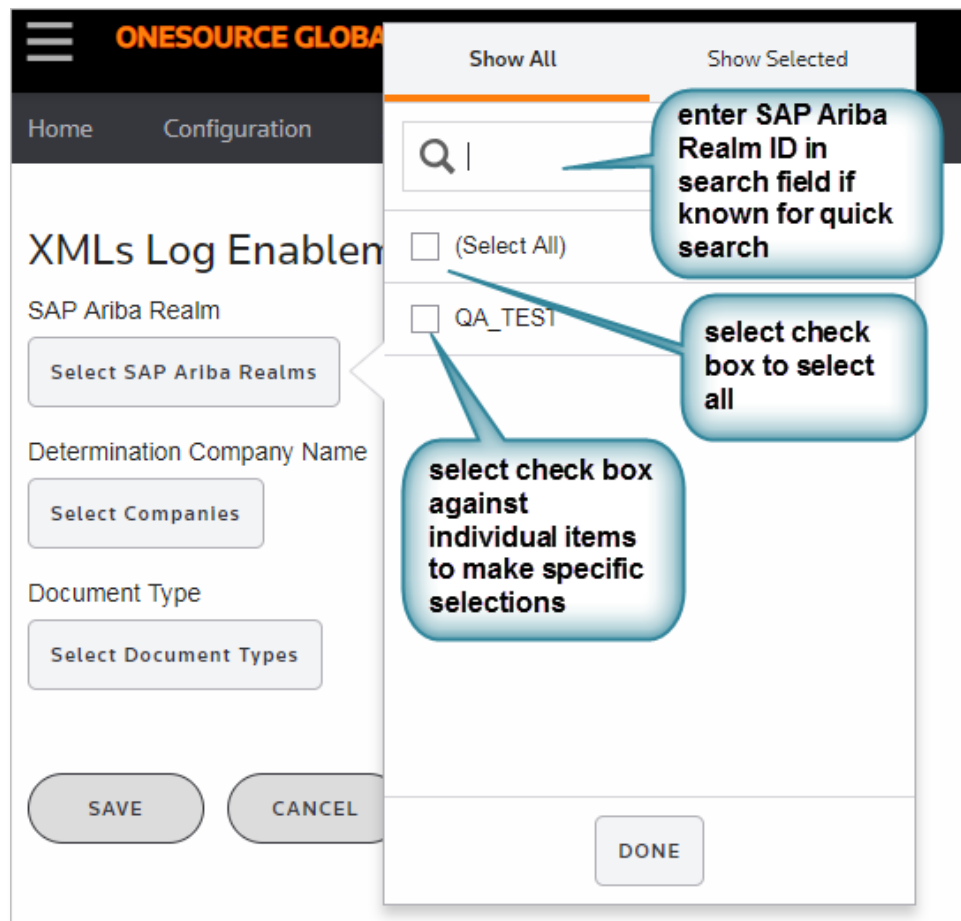 ONESOURCE GLOBA
Show All
Show Selected
Home
Configuration
enter SAP Ariba
Realm ID in
search field if
known for quick
search
XMLs Log Enablem
(Select All)
SAP Ariba Realm
QA_TEST
select check
box to select
all
Select SAP Ariba Realms
Determination Company Name
select check box
against
individual items
to make specific
selections
Select Companies
Document Type
Select Document Types
SAVE
CANCEL
DONE